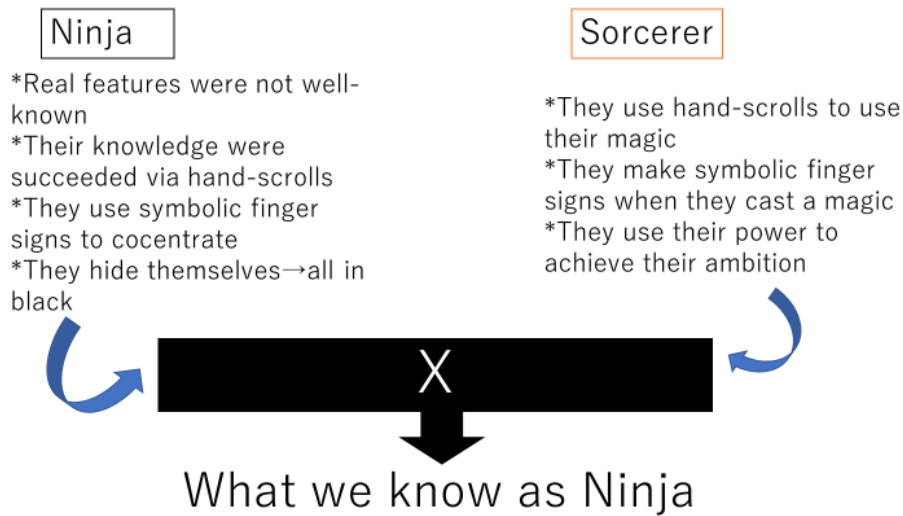 Ninja
*Real features were not well-
known
*Their knowledge were
succeeded via hand-scrolls
*They use symbolic finger
signs to cocentrate
*They hide themselves→all in
black
Sorcerer
*They use hand-scrolls to use
their magic
*They make symbolic finger
signs when they cast a magic
*They use their power to
achieve their ambition
X
What we know as Ninja